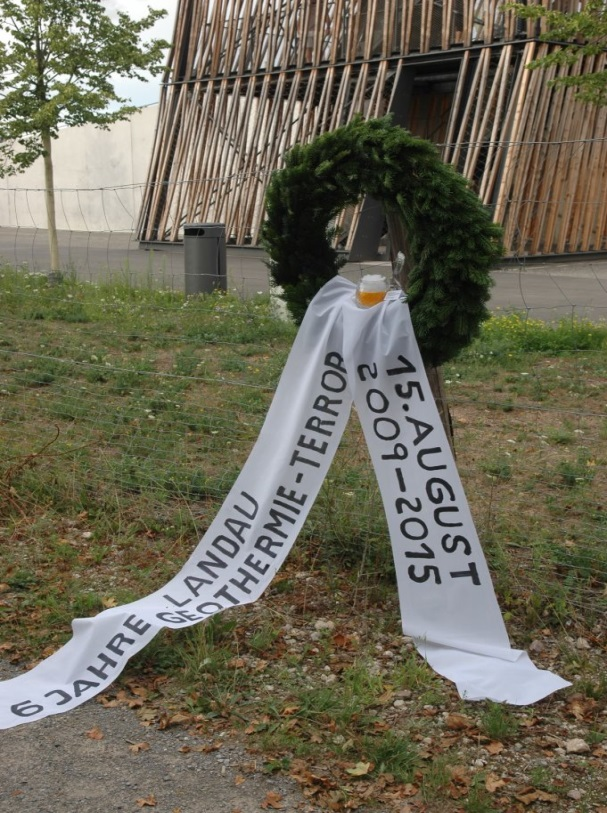 6 JAHRE LANDAU
GEOTHERMIE-TERROR
15. AUGUST
2009-2015